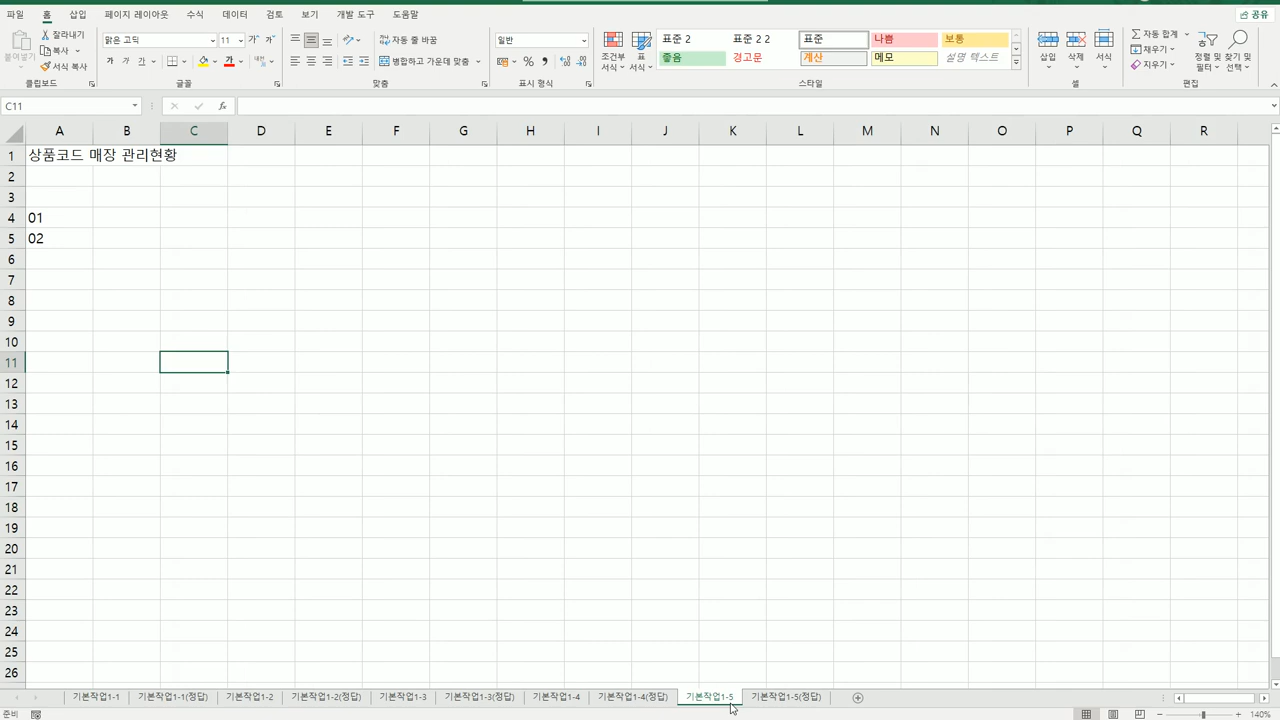 파일 홈 삽입 페이지 레이아웃 수식 데이터 검토 보기 개발 도구 도움말 공유
붙여넣기 잘라내기 복사 서식 복사 클립보드
맑은 고딕 11 가 가 가 가 가 글꼴
자동 줄 바꿈 병합하고 가운데 맞춤 맞춤
일반 % 표시 형식
조건부 서식 표 서식
표준 2 표준 2 2 표준 나쁨 보통
좋음 경고문 계산 메모 설명 텍스트
스타일
삽입 삭제 서식 셀
자동 합계 채우기 지우기 정렬 및 필터 찾기 및 선택 편집
C11 fx
A B C D E F G H I J K L M N O P Q R
1 상품코드 매장 관리현황
2
3
4 01
5 02
6
7
8
9
10
11
12
13
14
15
16
17
18
19
20
21
22
23
24
25
26
기본작업1-1 기본작업1-1(정답) 기본작업1-2 기본작업1-2(정답) 기본작업1-3 기본작업1-3(정답) 기본작업1-4 기본작업1-4(정답) 기본작업1-5 기본작업1-5(정답)
준비 140%